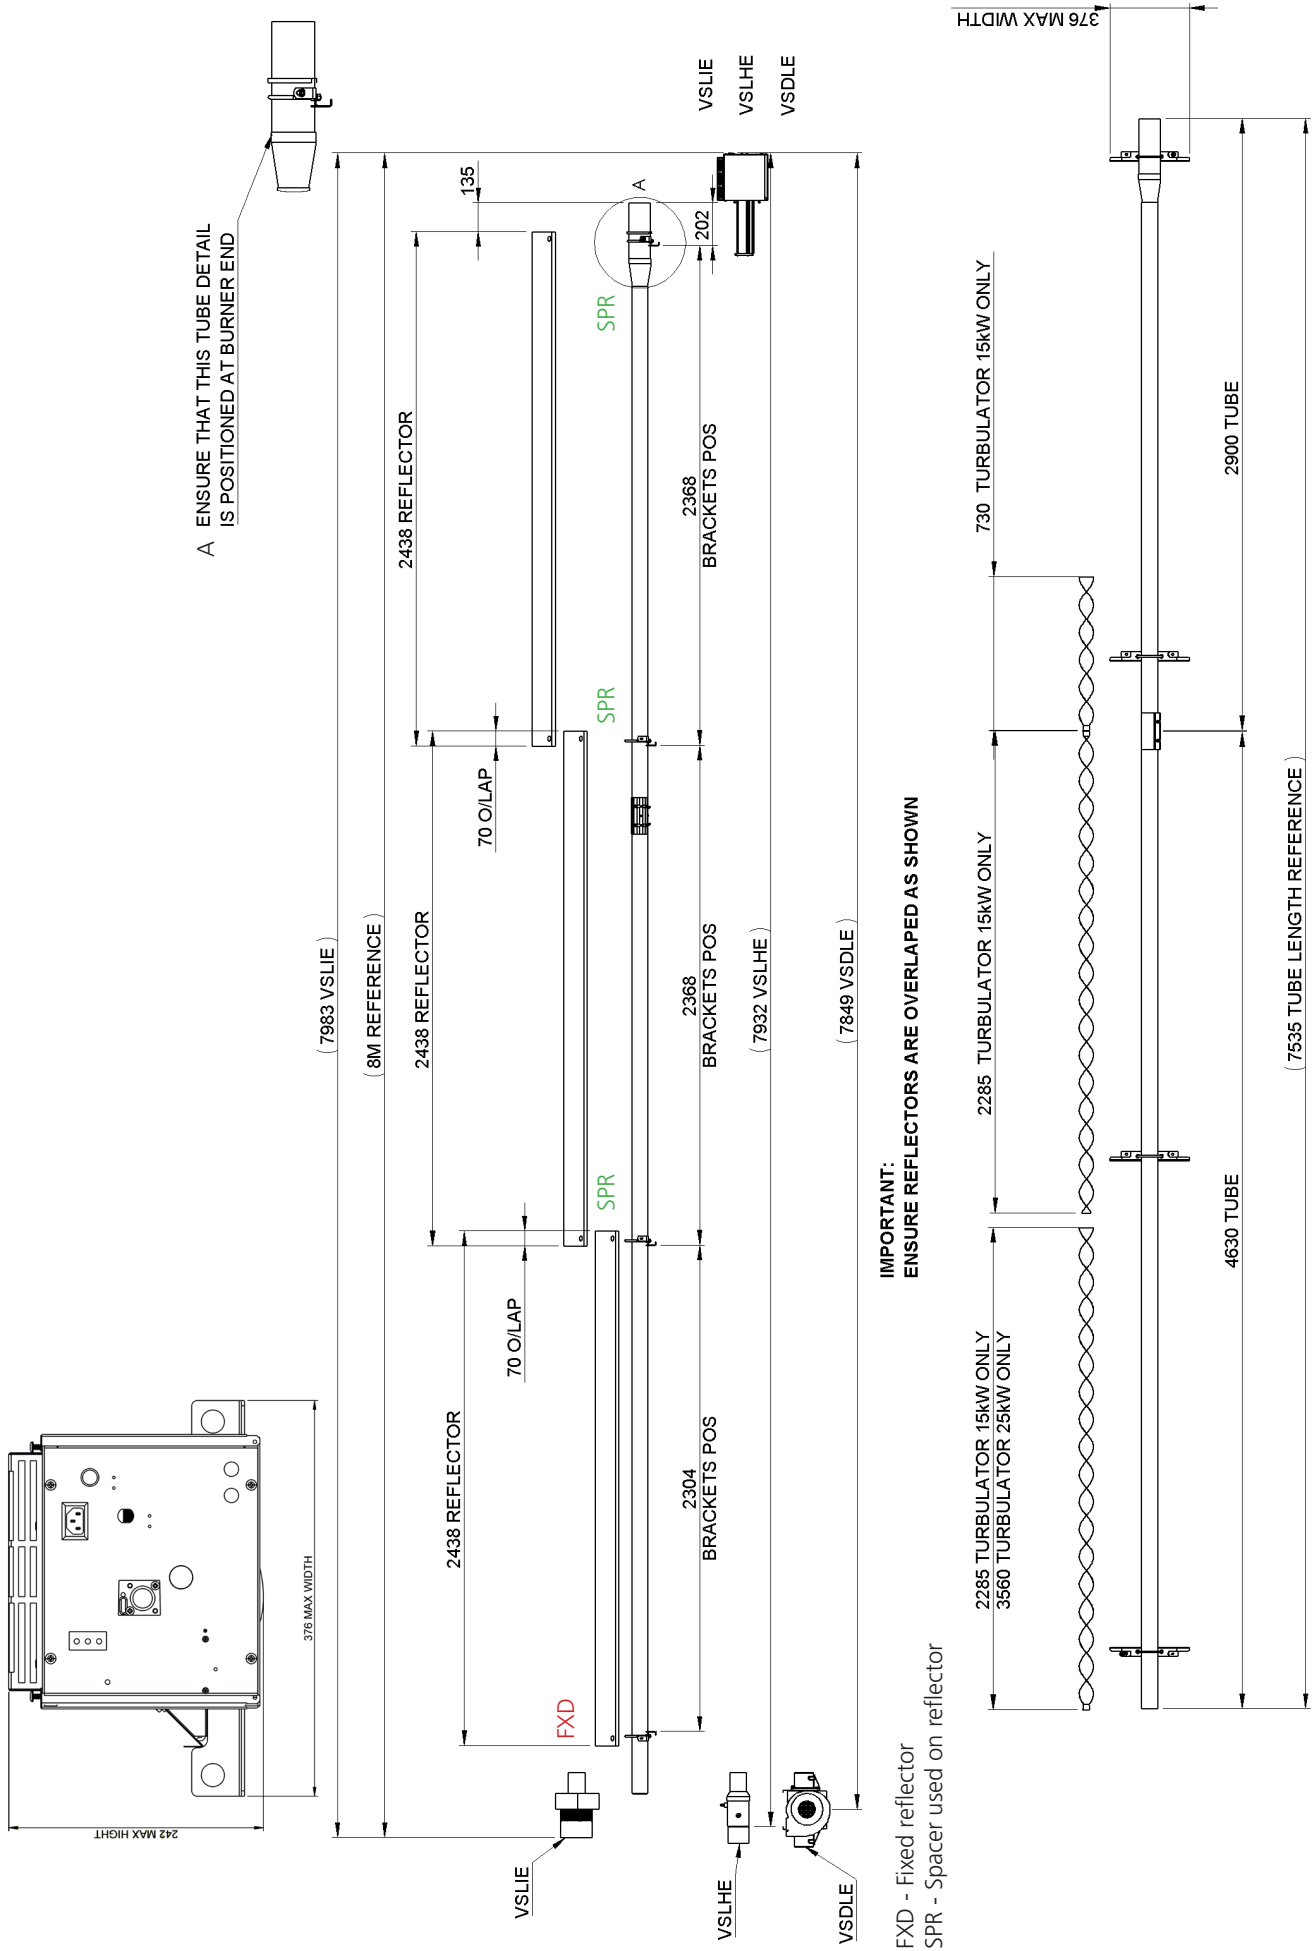 A ENSURE THAT THIS TUBE DETAIL
IS POSITIONED AT BURNER END
242 MAX HIGHT
376 MAX WIDTH
( 7983 VSLIE )
( 8M REFERENCE )
2438 REFLECTOR
2438 REFLECTOR
2438 REFLECTOR
135
70 O/LAP
70 O/LAP
FXD
SPR
SPR
SPR
A
202
2304
BRACKETS POS
2368
BRACKETS POS
2368
BRACKETS POS
VSLIE
VSLHE
VSDLE
VSLIE
VSLHE
VSDLE
( 7932 VSLHE )
( 7849 VSDLE )
IMPORTANT:
ENSURE REFLECTORS ARE OVERLAPED AS SHOWN
FXD - Fixed reflector
SPR - Spacer used on reflector
2285 TURBULATOR 15kW ONLY
3560 TURBULATOR 25kW ONLY
2285 TURBULATOR 15kW ONLY
730 TURBULATOR 15kW ONLY
376 MAX WIDTH
4630 TUBE
2900 TUBE
( 7535 TUBE LENGTH REFERENCE )